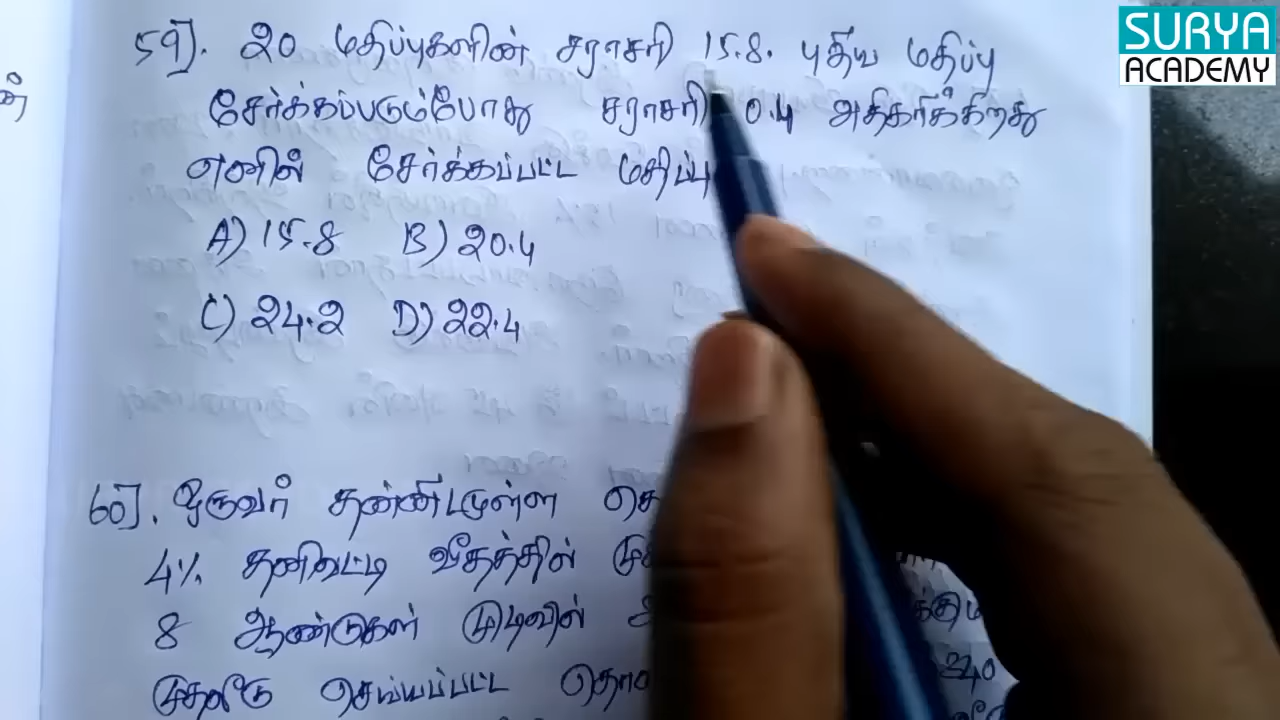 SURYA
ACADEMY
59]. 20 மதிப்புகளின் சராசரி 15.8. புதிய மதிப்பு
சேர்க்கப்படும்போது சராசரி 0.4 அதிகரிக்கிறது
எனில் சேர்க்கப்பட்ட மதிப்பு
A) 15.8 B) 20.4
C) 24.2 D) 22.4
60]. ஒருவர் தன்னிடமுள்ள
4% தனிவட்டி வீதத்தில்
8 ஆண்டுகள் முடிவில்
முதலீடு செய்யப்பட்ட